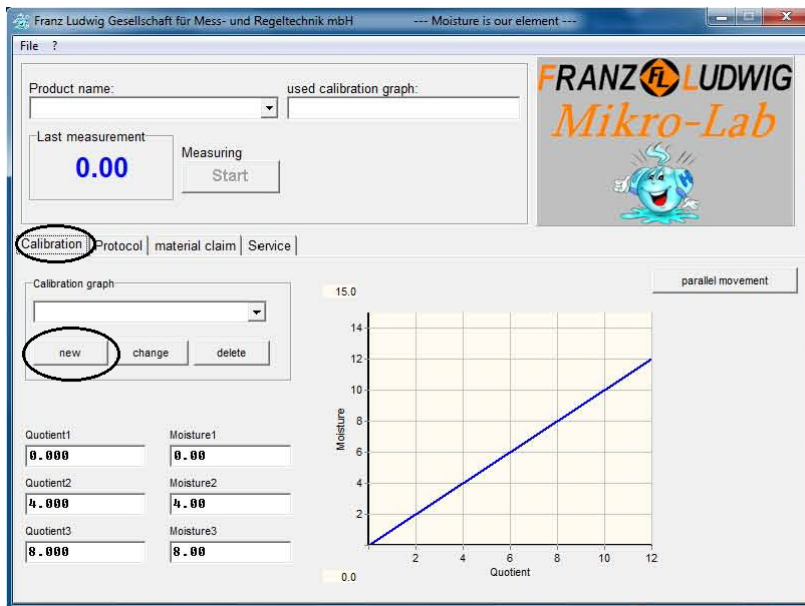 Franz Ludwig Gesellschaft für Mess- und Regeltechnik mbH --- Moisture is our element ---
File ?
Product name:
used calibration graph:
Last measurement
0.00
Measuring
Start
FRANZ FL LUDWIG
Mikro-Lab
Calibration Protocol material claim Service
Calibration graph
new change delete
Quotient1 Moisture1
0.000 0.00
Quotient2 Moisture2
4.000 4.00
Quotient3 Moisture3
8.000 8.00
parallel movement
15.0
14
12
10
8
6
4
2
Moisture
2 4 6 8 10 12
Quotient
0.0